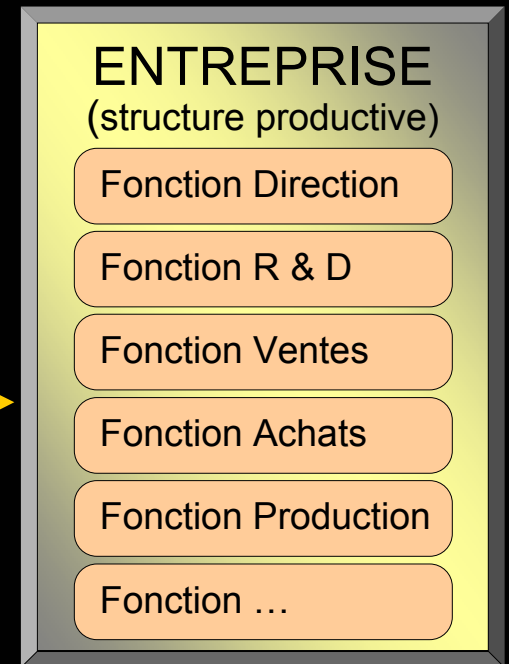 ENTREPRISE
(structure productive)
Fonction Direction
Fonction R & D
Fonction Ventes
Fonction Achats
Fonction Production
Fonction …